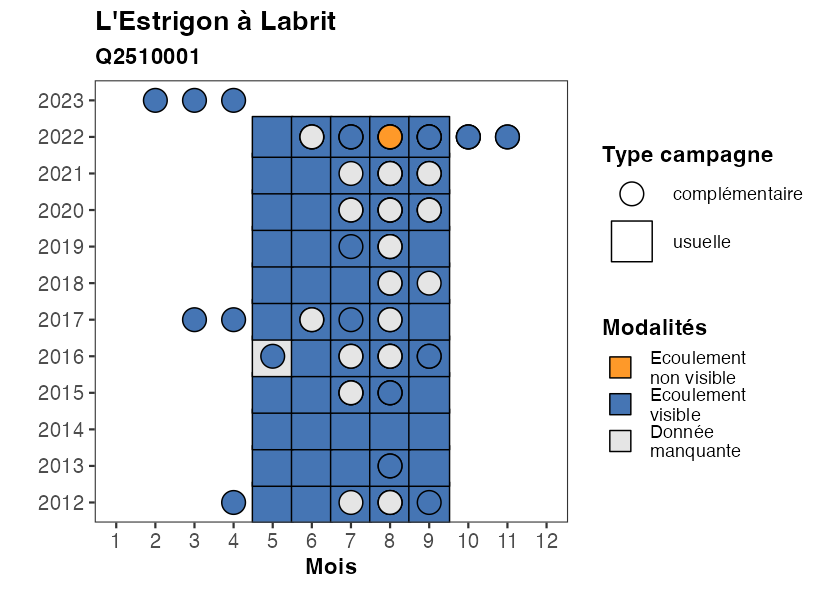 L'Estrigon à Labrit
Q2510001
2023
2022
2021
2020
2019
2018
2017
2016
2015
2014
2013
2012
1 2 3 4 5 6 7 8 9 10 11 12
Mois
Type campagne
complémentaire
usuelle
Modalités
Ecoulement
non visible
Ecoulement
visible
Donnée
manquante